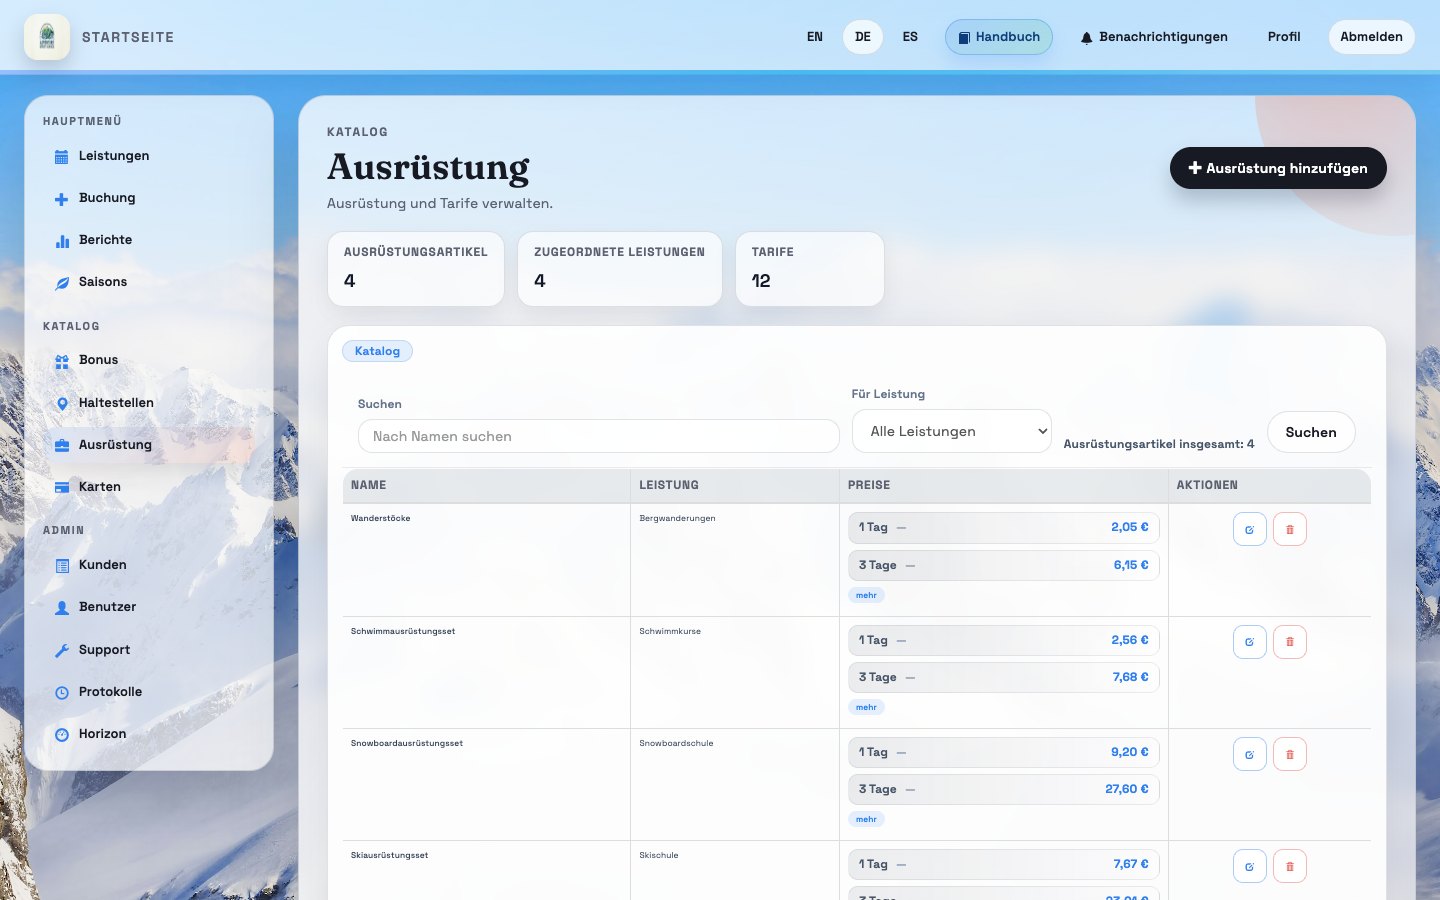 STARTSEITE
EN DE ES Handbuch Benachrichtigungen Profil Abmelden
HAUPTMENÜ
Leistungen
Buchung
Berichte
Saisons
KATALOG
Bonus
Haltestellen
Ausrüstung
Karten
ADMIN
Kunden
Benutzer
Support
Protokolle
Horizon
KATALOG
Ausrüstung
Ausrüstung und Tarife verwalten.
Ausrüstung hinzufügen
AUSRÜSTUNGSARTIKEL
4
ZUGEORDNETE LEISTUNGEN
4
TARIFE
12
Katalog
Suchen
Nach Namen suchen
Für Leistung
Alle Leistungen
Ausrüstungsartikel insgesamt: 4
Suchen
NAME LEISTUNG PREISE AKTIONEN
Wanderstöcke Bergwanderungen 1 Tag — 2,05 €
3 Tage — 6,15 €
mehr
Schwimmausrüstungsset Schwimmkurse 1 Tag — 2,56 €
3 Tage — 7,68 €
mehr
Snowboardausrüstungsset Snowboardschule 1 Tag — 9,20 €
3 Tage — 27,60 €
mehr
Skiausrüstungsset Skischule 1 Tag — 7,67 €
3 Tage — 23,01 €